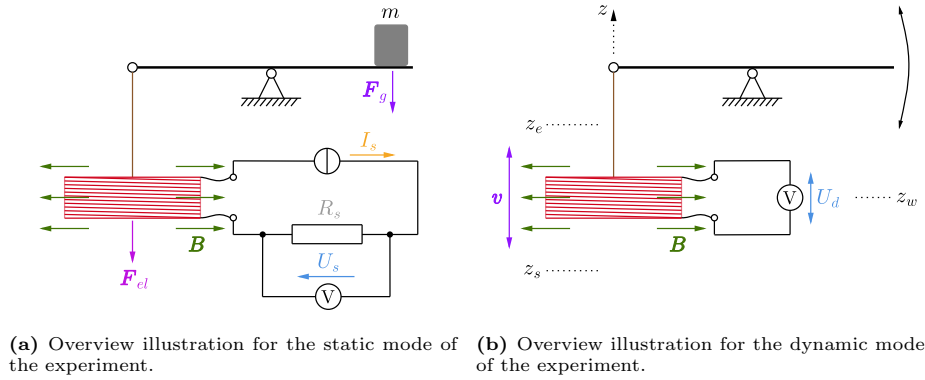 m
F_g
I_s
R_s
U_s
V
B
F_el
z
z_e
v
V
U_d
z_w
B
z_s
(a) Overview illustration for the static mode of
the experiment.
(b) Overview illustration for the dynamic mode
of the experiment.